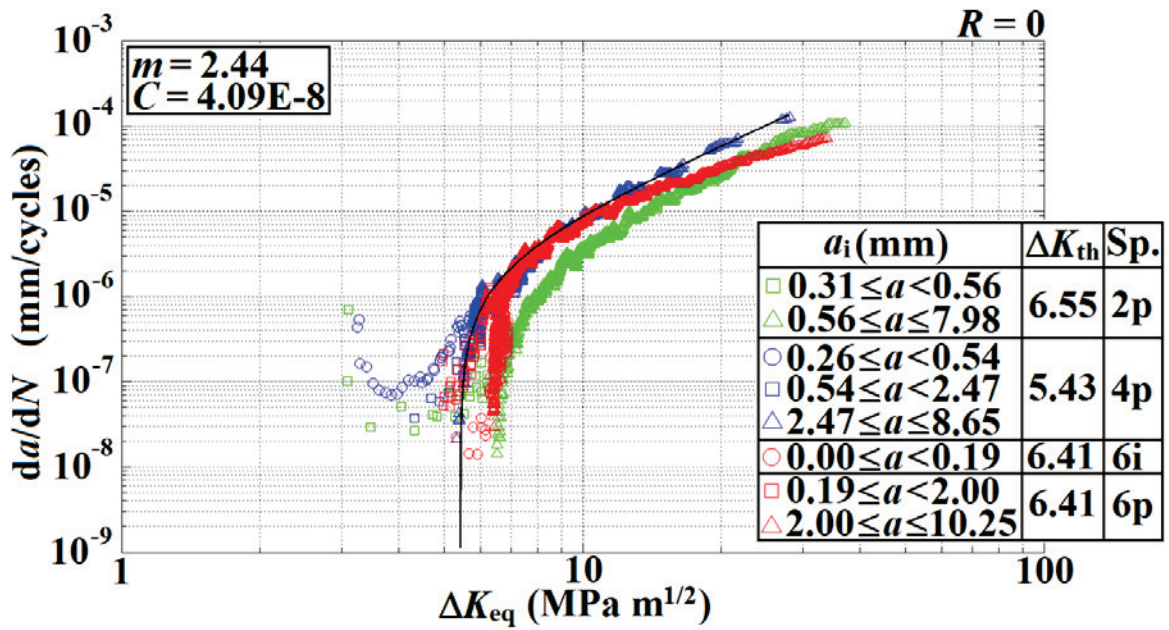 R = 0
m = 2.44
C = 4.09E-8
10⁻³
10⁻⁴
10⁻⁵
10⁻⁶
10⁻⁷
10⁻⁸
10⁻⁹
da/dN (mm/cycles)
1
10
100
ΔK_eq (MPa m^1/2)
a_i (mm) ΔK_th Sp.
0.31≤a<0.56
0.56≤a≤7.98
6.55 2p
0.26≤a<0.54
0.54≤a<2.47
2.47≤a≤8.65
5.43 4p
0.00≤a<0.19 6.41 6i
0.19≤a<2.00
2.00≤a≤10.25
6.41 6p